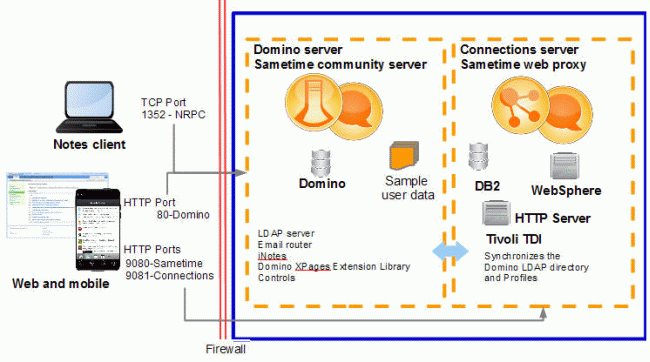 Domino server
Sametime community server
Connections server
Sametime web proxy
TCP Port
1352 - NRPC
Notes client
Domino
Sample
user data
DB2
WebSphere
HTTP Server
HTTP Port
80-Domino
LDAP server
Email router
iNotes
Domino XPages Extension Library
Controls
Tivoli TDI
Synchronizes the
Domino LDAP directory
and Profiles
HTTP Ports
9080-Sametime
9081-Connections
Web and mobile
Firewall